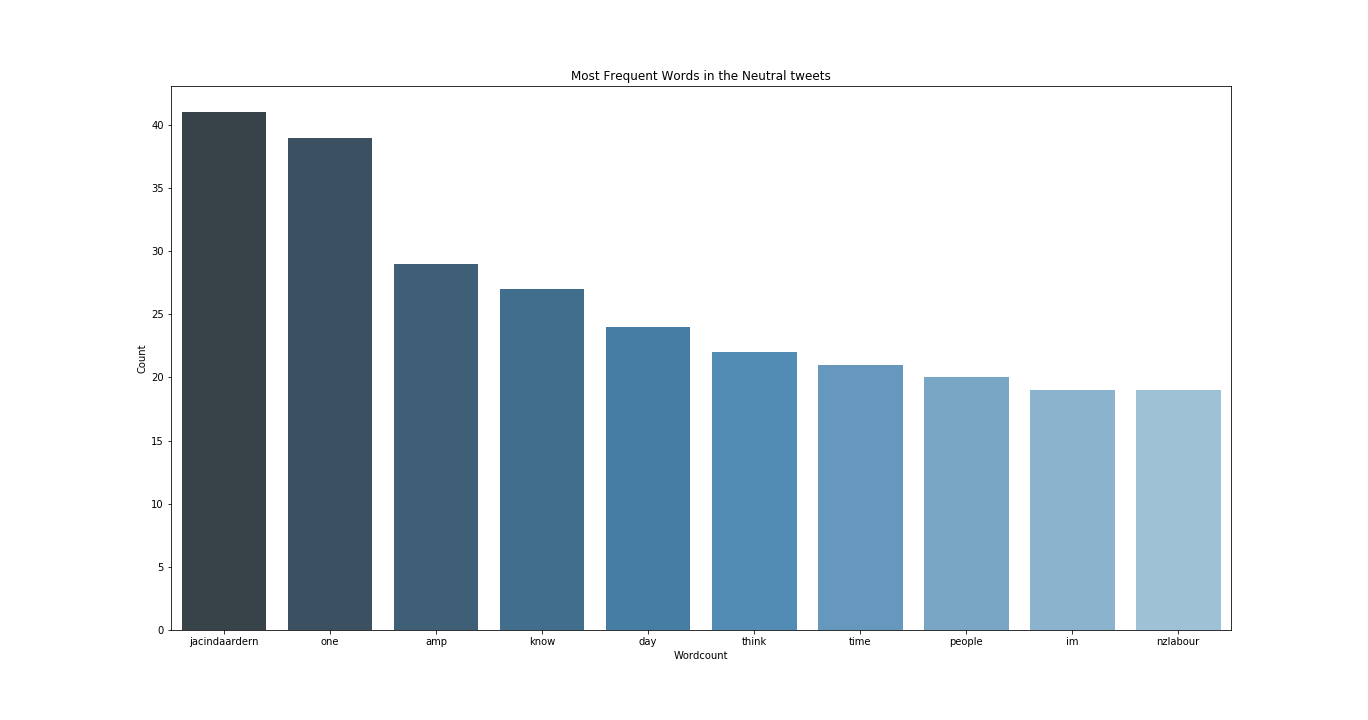 Most Frequent Words in the Neutral tweets
40
35
30
25
20
15
10
5
0
Count
jacindaardern one amp know day think time people im nzlabour
Wordcount